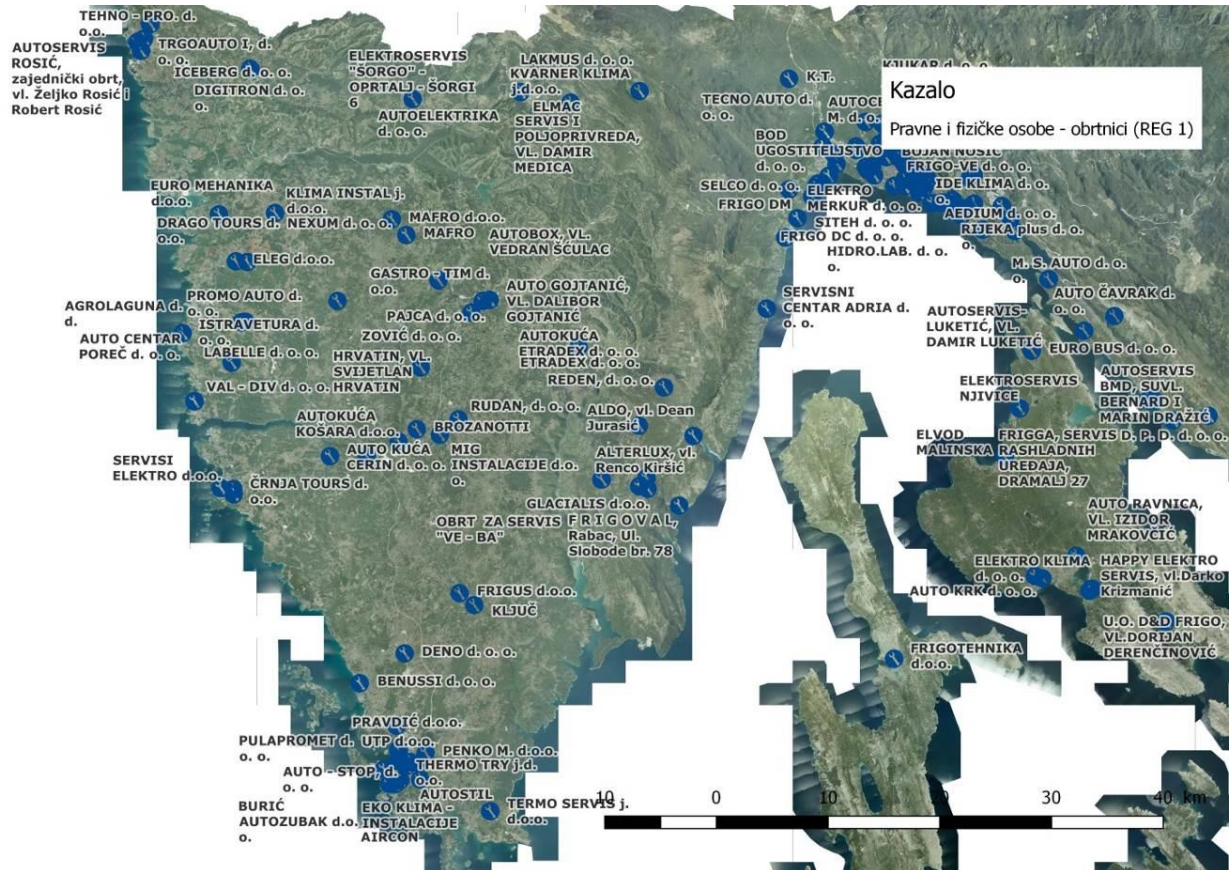 TEHNO - PRO. d.
o.o.
AUTOSERVIS
ROSIĆ,
zajednički obrt,
vl. Željko Rosić i
Robert Rosić
TRGOAUTO I, d.
o. o.
ICEBERG d. o. o.
DIGITRON d. o.
o.
ELEKTROSERVIS
"ŠORGO" -
OPRTALJ - ŠORGI
6
AUTOELEKTRIKA
d. o. o.
LAKMUS d. o. o.
KVARNER KLIMA
j.d.o.o.
ELMAC
SERVIS I
POLJOPRIVREDA,
VL. DAMIR
MEDICA
K.T.
TECNO AUTO d.
o. o.
KJUKAR d. o. o.
Kazalo
Pravne i fizičke osobe - obrtnici (REG 1)
M. d. o. o.
BOD
UGOSTITELJSTVO
d. o. o.
BOJAN NOSIĆ
FRIGO-VE d. o. o.
IDE KLIMA d. o.
SELCO d. o. o.
FRIGO DM
ELEKTRO
MERKUR d. o. o.
SITEH d. o. o.
AEDIUM d. o. o.
RIJEKA plus d. o.
o.
FRIGO DC d. o. o.
HIDRO.LAB. d. o.
o.
EURO MEHANIKA
d.o.o.
KLIMA INSTAL j.
d.o.o.
DRAGO TOURS d.
o.o.
NEXUM d. o. o.
MAFRO d.o.o.
MAFRO
AUTOBOX, VL.
VEDRAN ŠĆULAC
ELEG d.o.o.
GASTRO - TIM d.
o.o.
AUTO GOJTANIĆ,
VL. DALIBOR
GOJTANIĆ
M. S. AUTO d.
o. o.
AUTO ČAVRAK d.
o. o.
SERVISNI
CENTAR ADRIA d.
o. o.
AGROLAGUNA d.
d.
PROMO AUTO d.
o. o.
ISTRAVETURA d.
o. o.
PAJCA d. o. o.
ZOVIĆ d. o. o.
AUTO CENTAR
POREČ d. o. o.
LABELLE d. o. o.
HRVATIN, VL.
SVIJETLAN
HRVATIN
AUTOKUĆA
ETRADEX d. o. o.
ETRADEX d. o. o.
REDEN, d. o. o.
AUTOSERVIS-
LUKETIĆ, VL.
DAMIR LUKETIĆ
EURO BUS d. o. o.
VAL - DIV d. o. o.
ELEKTROSERVIS
NJIVICE
AUTOSERVIS
BMD, SUVL.
BERNARD I
MARIN DRAŽIĆ
RUDAN, d. o. o.
ALDO, vl. Dean
Jurasić
AUTOKUĆA
KOŠARA d.o.o.
BROZANOTTI
AUTO KUĆA
CERIN d. o. o.
MIG
INSTALACIJE d.o.
o.
ALTERLUX, vl.
Renco Kiršić
ELVOD
MALINSKA
FRIGGA, SERVIS
RASHLADNIH
UREĐAJA,
DRAMALJ 27
D. P. D. d. o. o.
SERVISI
ELEKTRO d.o.o.
ČRNJA TOURS d.
o.o.
GLACIALIS d.o.o.
OBRT ZA SERVIS
"VE - BA"
F R I G O V A L,
Rabac, Ul.
Slobode br. 78
AUTO RAVNICA,
VL. IZIDOR
MRAKOVČIĆ
ELEKTRO KLIMA
d. o. o.
AUTO KRK d. o. o.
HAPPY ELEKTRO
SERVIS, vl.Darko
Krizmanić
FRIGUS d.o.o.
KLJUČ
U.O. D&D FRIGO,
VL.DORIJAN
DERENČINOVIĆ
DENO d. o. o.
FRIGOTEHNIKA
d.o.o.
BENUSSI d. o. o.
PRAVDIĆ d.o.o.
PULAPROMET d.
o. o.
UTP d.o.o.
PENKO M. d.o.o.
THERMO TRY j.d.
o.o.
AUTO - STOP, d.
o. o.
AUTOSTIL
BURIĆ
AUTOZUBAK d.o.
o.
EKO KLIMA -
INSTALACIJE
AIRCON
TERMO SERVIS j.
d.o.o.
10 0 10 20 30 40 km